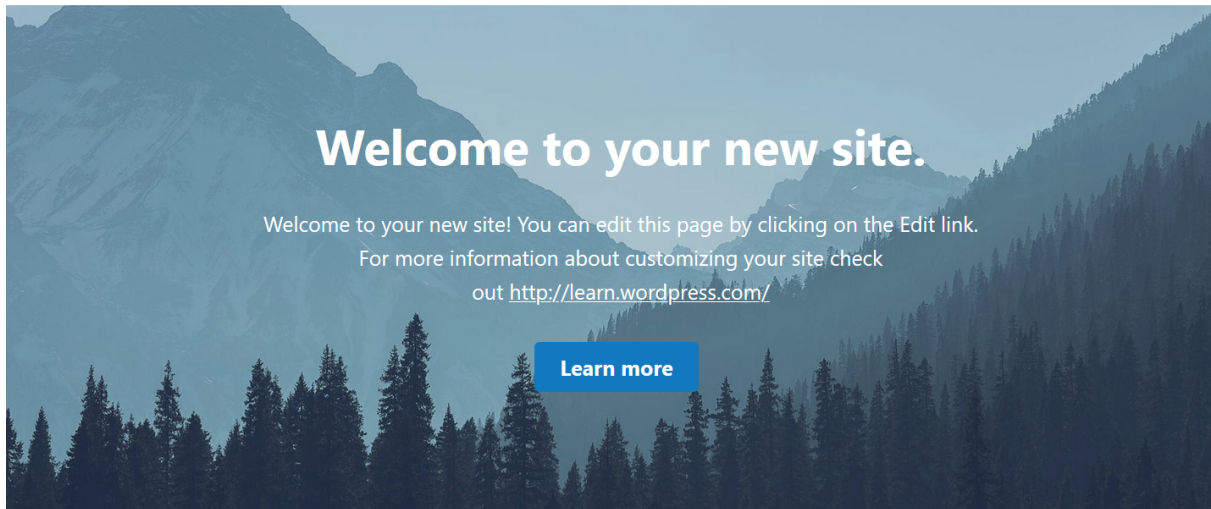 Welcome to your new site.
Welcome to your new site! You can edit this page by clicking on the Edit link.
For more information about customizing your site check
out http://learn.wordpress.com/
Learn more